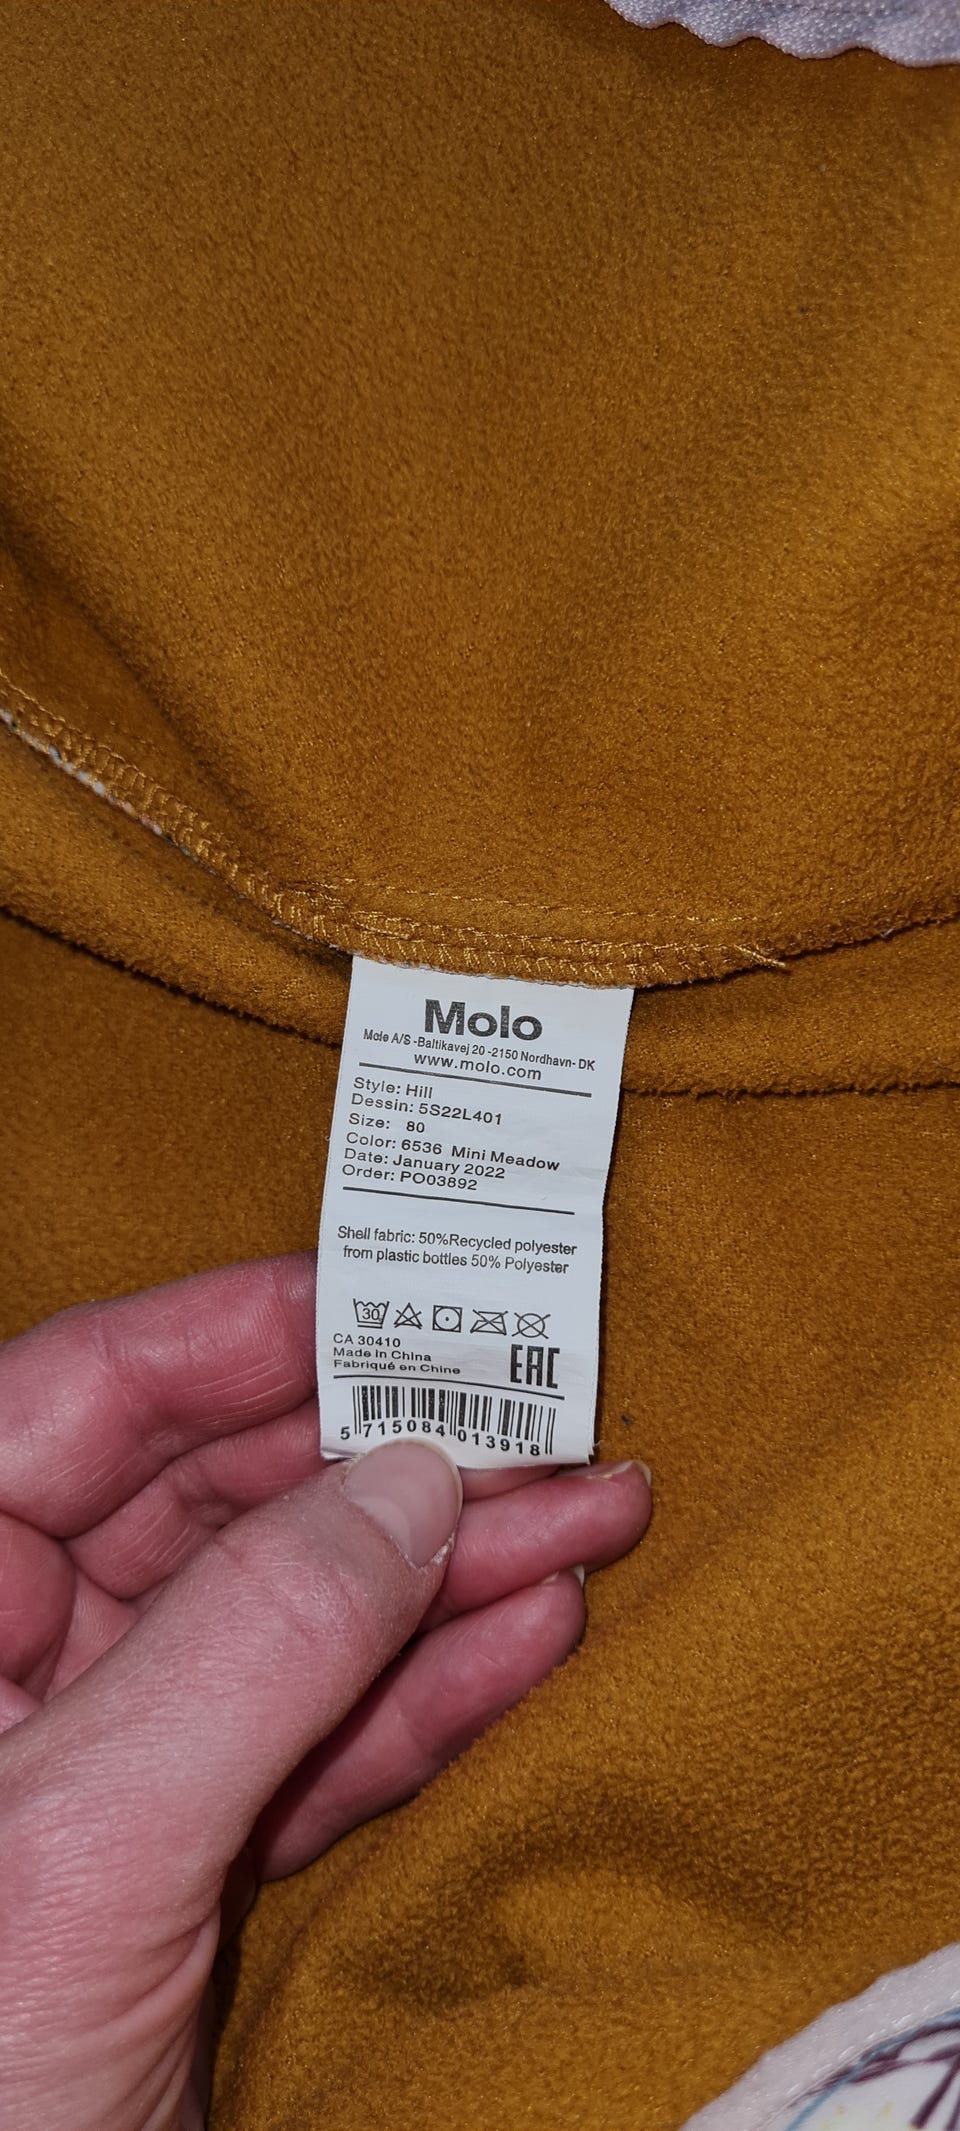 Molo
Molo A/S -Baltikavej 20 -2150 Nordhavn- DK
www.molo.com
Style: Hill
Dessin: 5S22L401
Size: 80
Color: 6536 Mini Meadow
Date: January 2022
Order: PO03892
Shell fabric: 50%Recycled polyester
from plastic bottles 50% Polyester
30
CA 30410
Made in China
Fabriqué en Chine
EAC
5 715084 013918